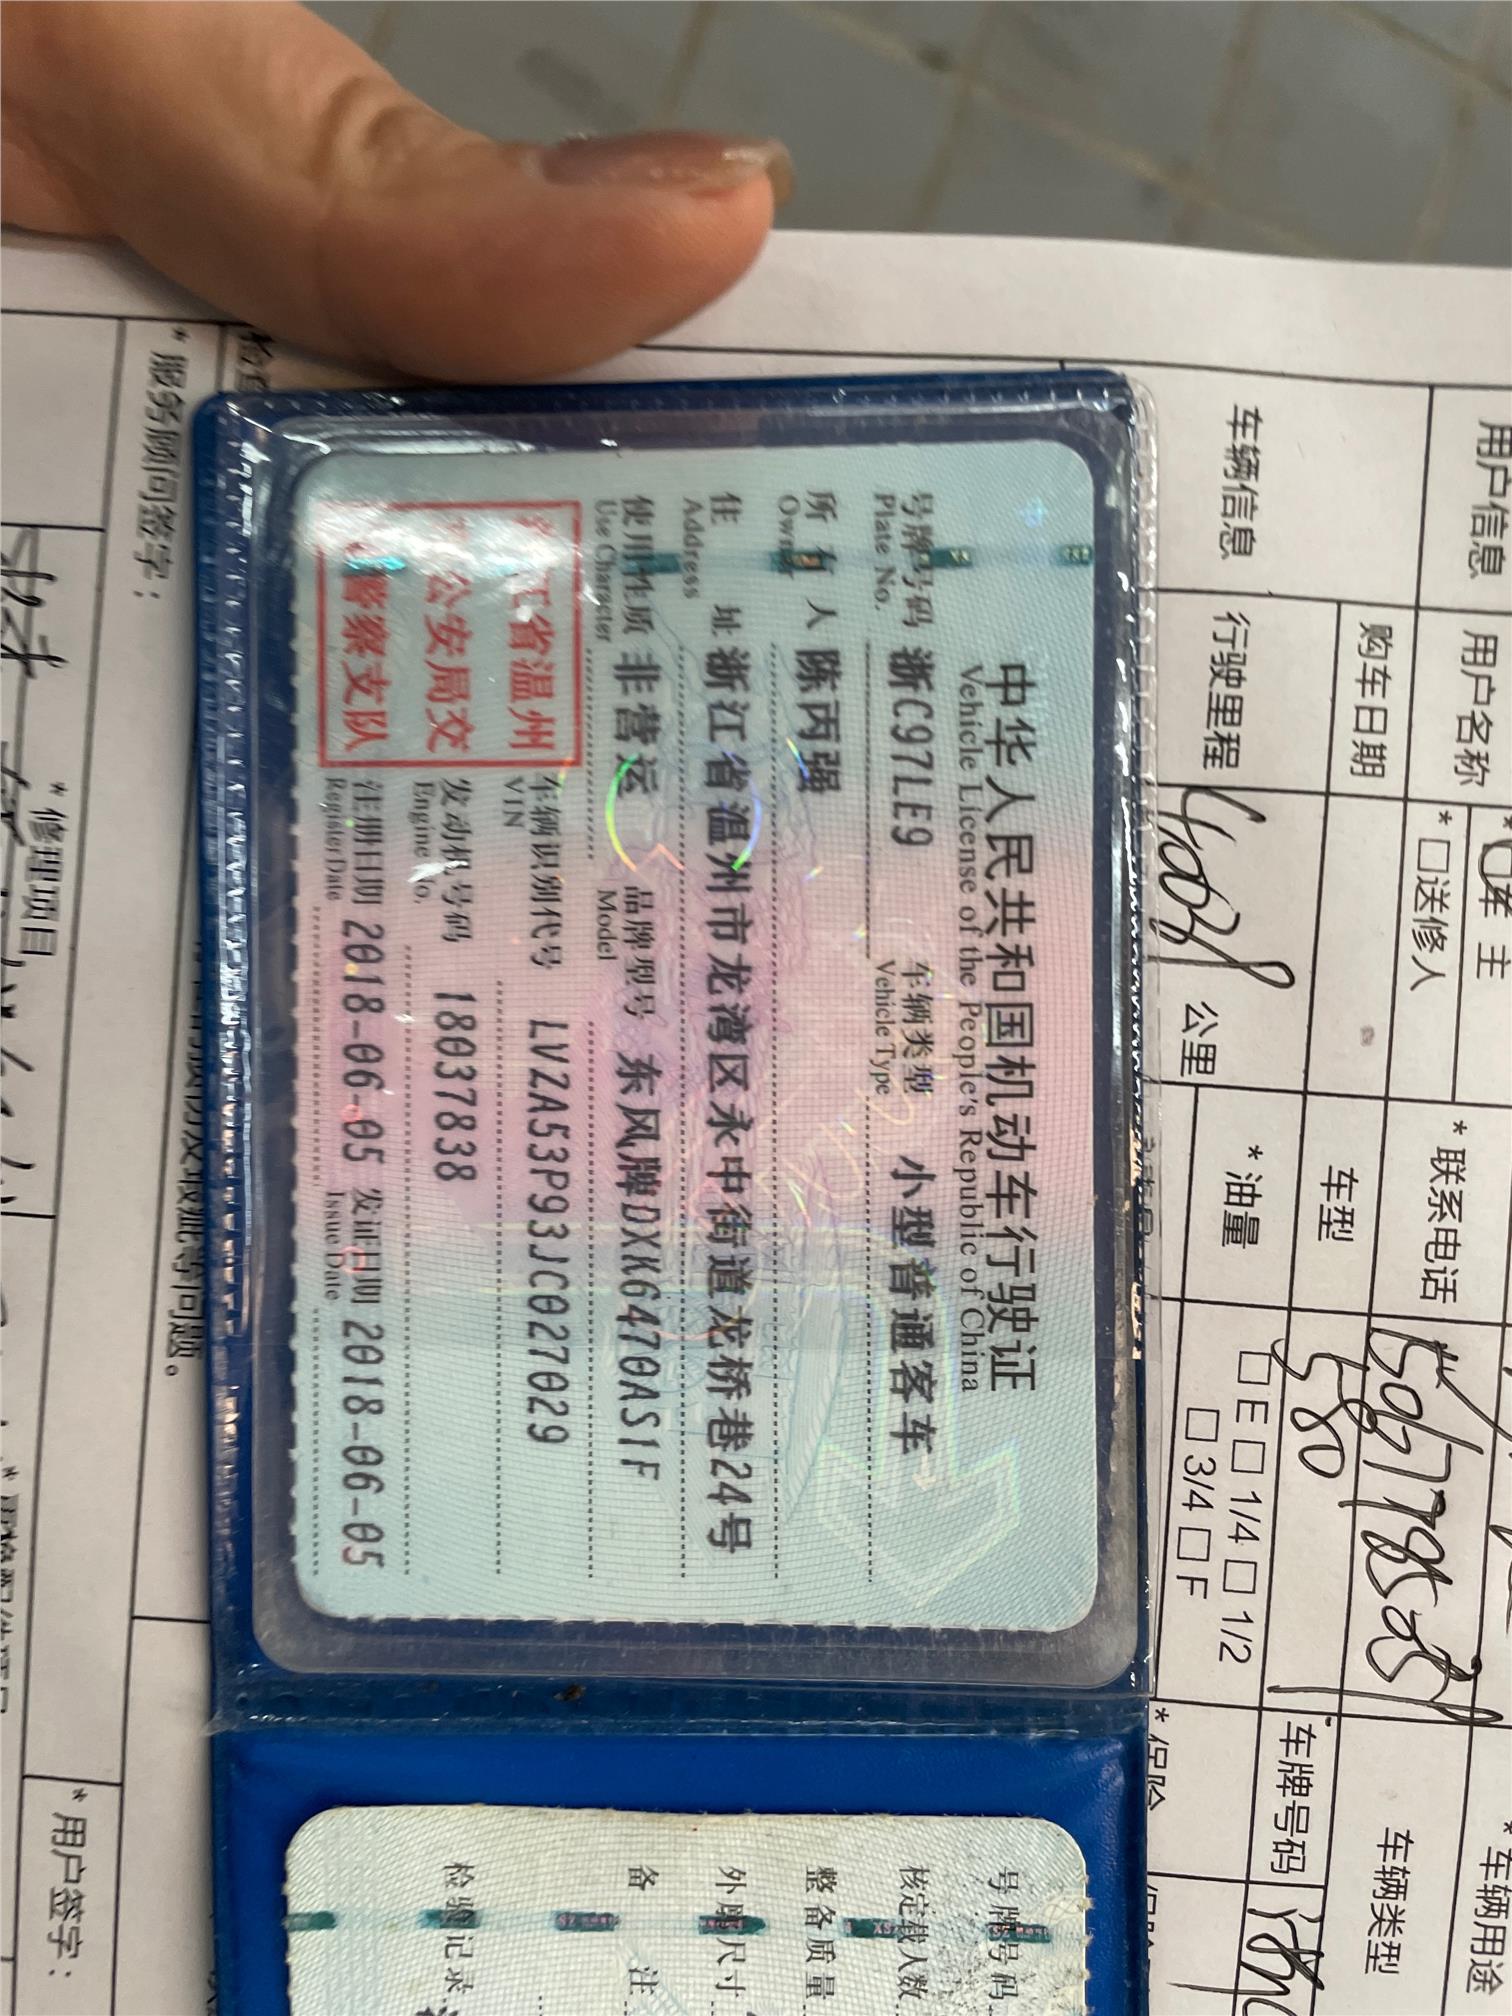 中华人民共和国机动车行驶证
Vehicle License of the People's Republic of China
号牌号码 浙C97LE9 车辆类型 小型普通客车
Plate No. Vehicle Type
所有人 陈丙强
Owner
住址 浙江省温州市龙湾区永中街道龙桥巷24号
Address
使用性质 非营运 品牌型号 东风牌DXK6470AS1F
Use Character Model
车辆识别代号 LVZA53P93JC027029
VIN
发动机号码 18037838
Engine No.
注册日期 2018-06-05 发证日期 2018-06-05
Register Date Issue Date
江省温州
公安局交
警察支队
号牌号码
核定载人数
整备质量
外廓尺寸
备注
检验记录
用户信息 用户名称 车主 *联系电话 *车辆用途
*□送修人
车辆信息 购车日期 车型 580 车辆类型
车牌号码
行驶里程 公里 *油量 □E □1/4 □1/2
□3/4 □F
*保险
等问题。
*服务顾问签字：
*修理项目
*用户签字：